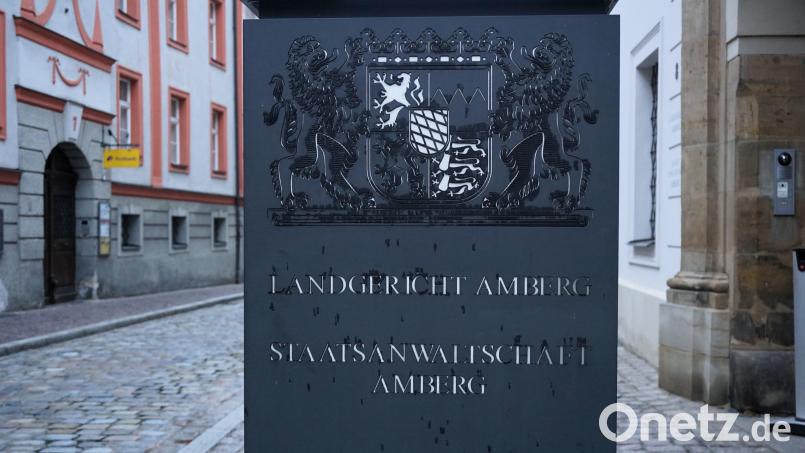 LANDGERICHT AMBERG
STAATSANWALTSCHAFT
AMBERG
Onetz.de